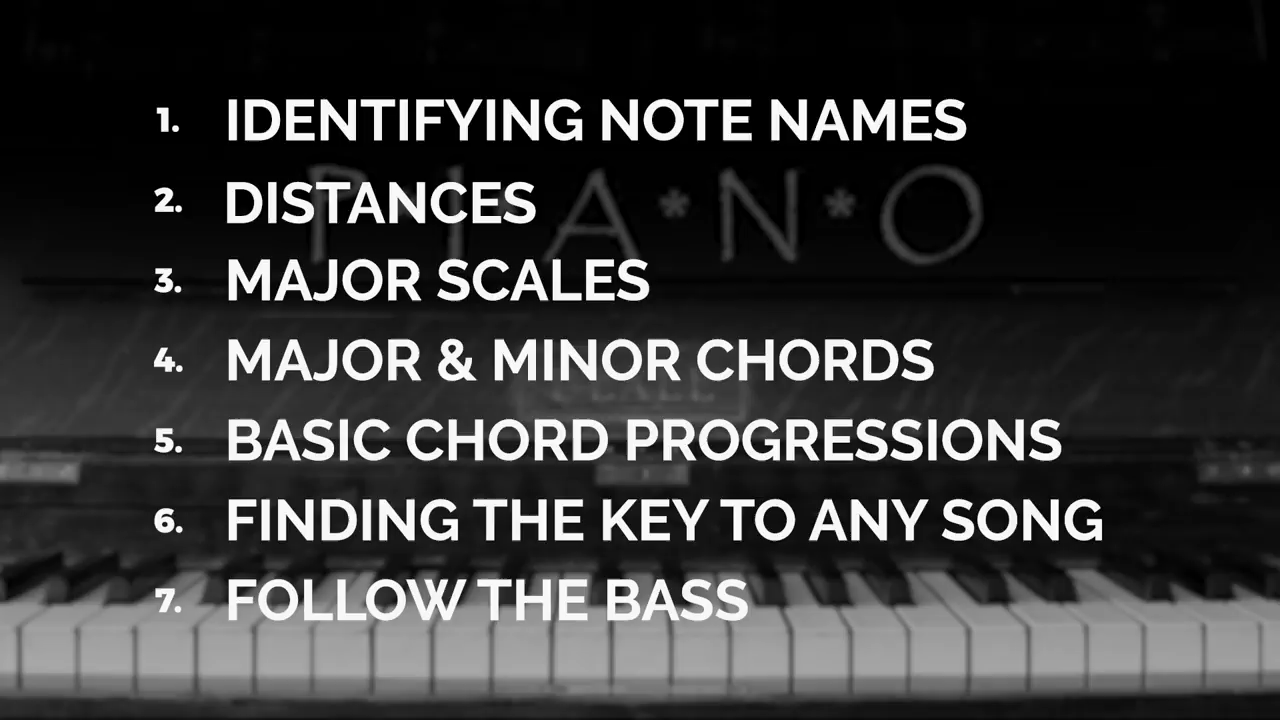 1. IDENTIFYING NOTE NAMES
P I A * N * O
2. DISTANCES
3. MAJOR SCALES
4. MAJOR & MINOR CHORDS
5. BASIC CHORD PROGRESSIONS
6. FINDING THE KEY TO ANY SONG
7. FOLLOW THE BASS